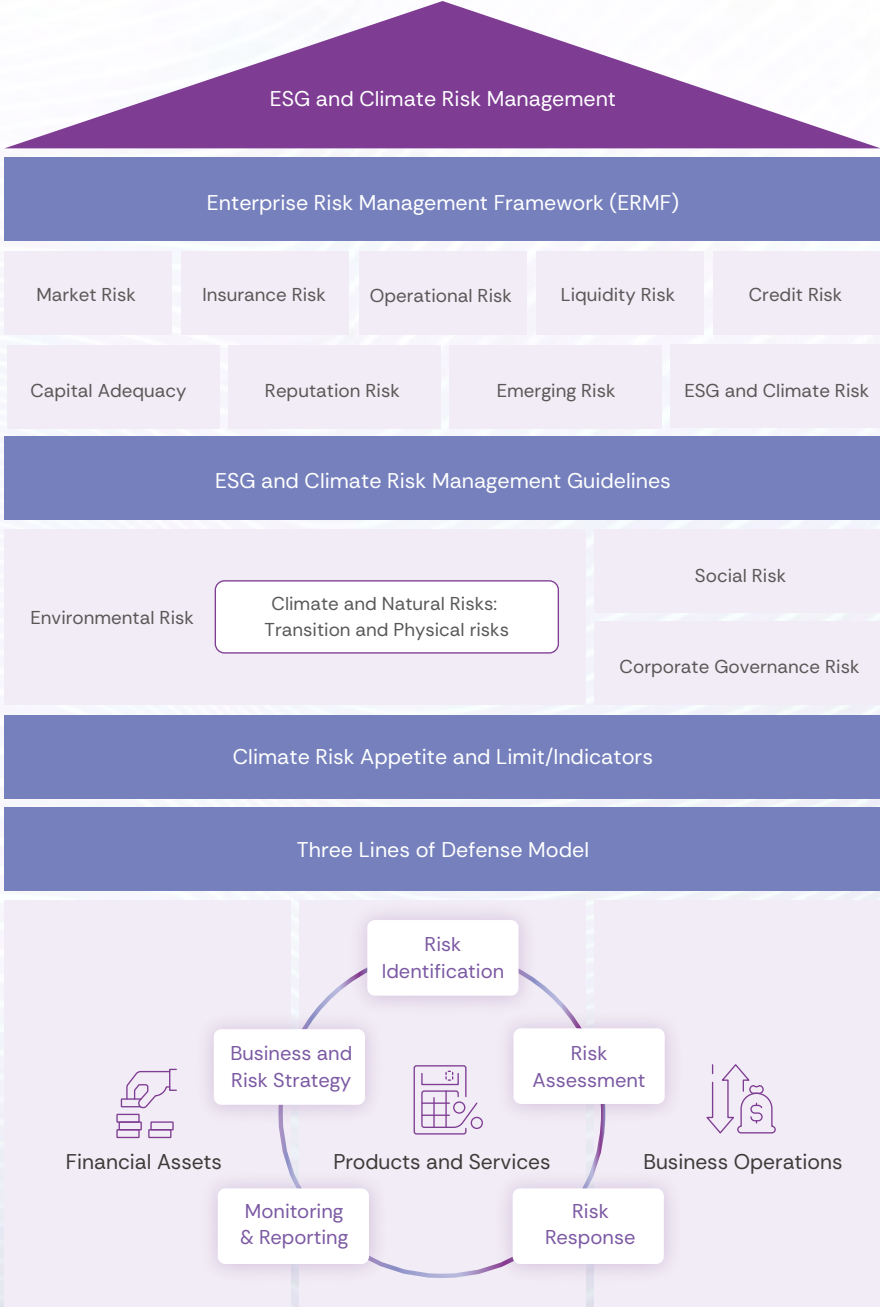 ESG and Climate Risk Management
Enterprise Risk Management Framework (ERMF)
Market Risk
Insurance Risk
Operational Risk
Liquidity Risk
Credit Risk
Capital Adequacy
Reputation Risk
Emerging Risk
ESG and Climate Risk
ESG and Climate Risk Management Guidelines
Environmental Risk
Climate and Natural Risks:
Transition and Physical risks
Social Risk
Corporate Governance Risk
Climate Risk Appetite and Limit/Indicators
Three Lines of Defense Model
Risk
Identification
Business and
Risk Strategy
Risk
Assessment
Financial Assets
Products and Services
Business Operations
Monitoring
& Reporting
Risk
Response